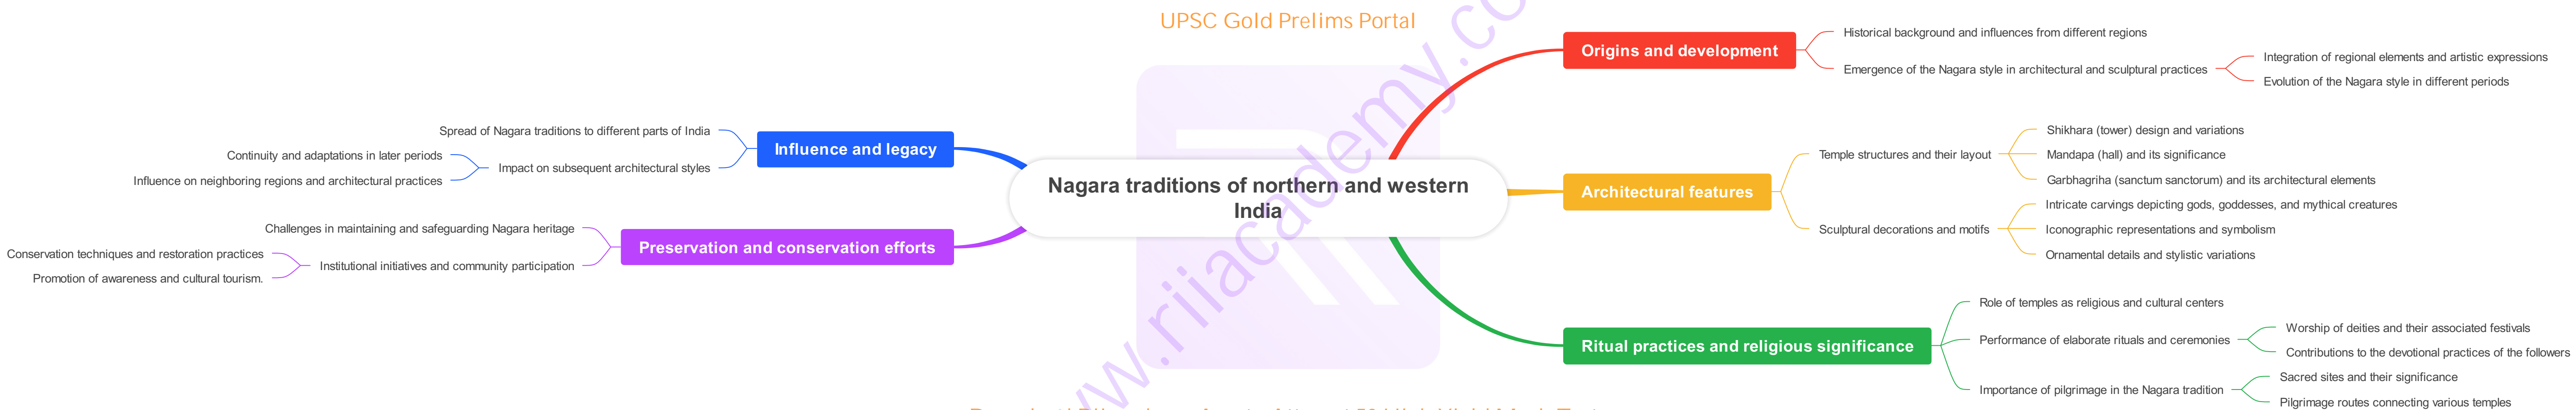 UPSC Gold Prelims Portal
Nagara traditions of northern and western
India
Origins and development
Historical background and influences from different regions
Emergence of the Nagara style in architectural and sculptural practices
Integration of regional elements and artistic expressions
Evolution of the Nagara style in different periods
Architectural features
Temple structures and their layout
Shikhara (tower) design and variations
Mandapa (hall) and its significance
Garbhagriha (sanctum sanctorum) and its architectural elements
Sculptural decorations and motifs
Intricate carvings depicting gods, goddesses, and mythical creatures
Iconographic representations and symbolism
Ornamental details and stylistic variations
Ritual practices and religious significance
Role of temples as religious and cultural centers
Performance of elaborate rituals and ceremonies
Worship of deities and their associated festivals
Contributions to the devotional practices of the followers
Importance of pilgrimage in the Nagara tradition
Sacred sites and their significance
Pilgrimage routes connecting various temples
Influence and legacy
Spread of Nagara traditions to different parts of India
Impact on subsequent architectural styles
Continuity and adaptations in later periods
Influence on neighboring regions and architectural practices
Preservation and conservation efforts
Challenges in maintaining and safeguarding Nagara heritage
Institutional initiatives and community participation
Conservation techniques and restoration practices
Promotion of awareness and cultural tourism.